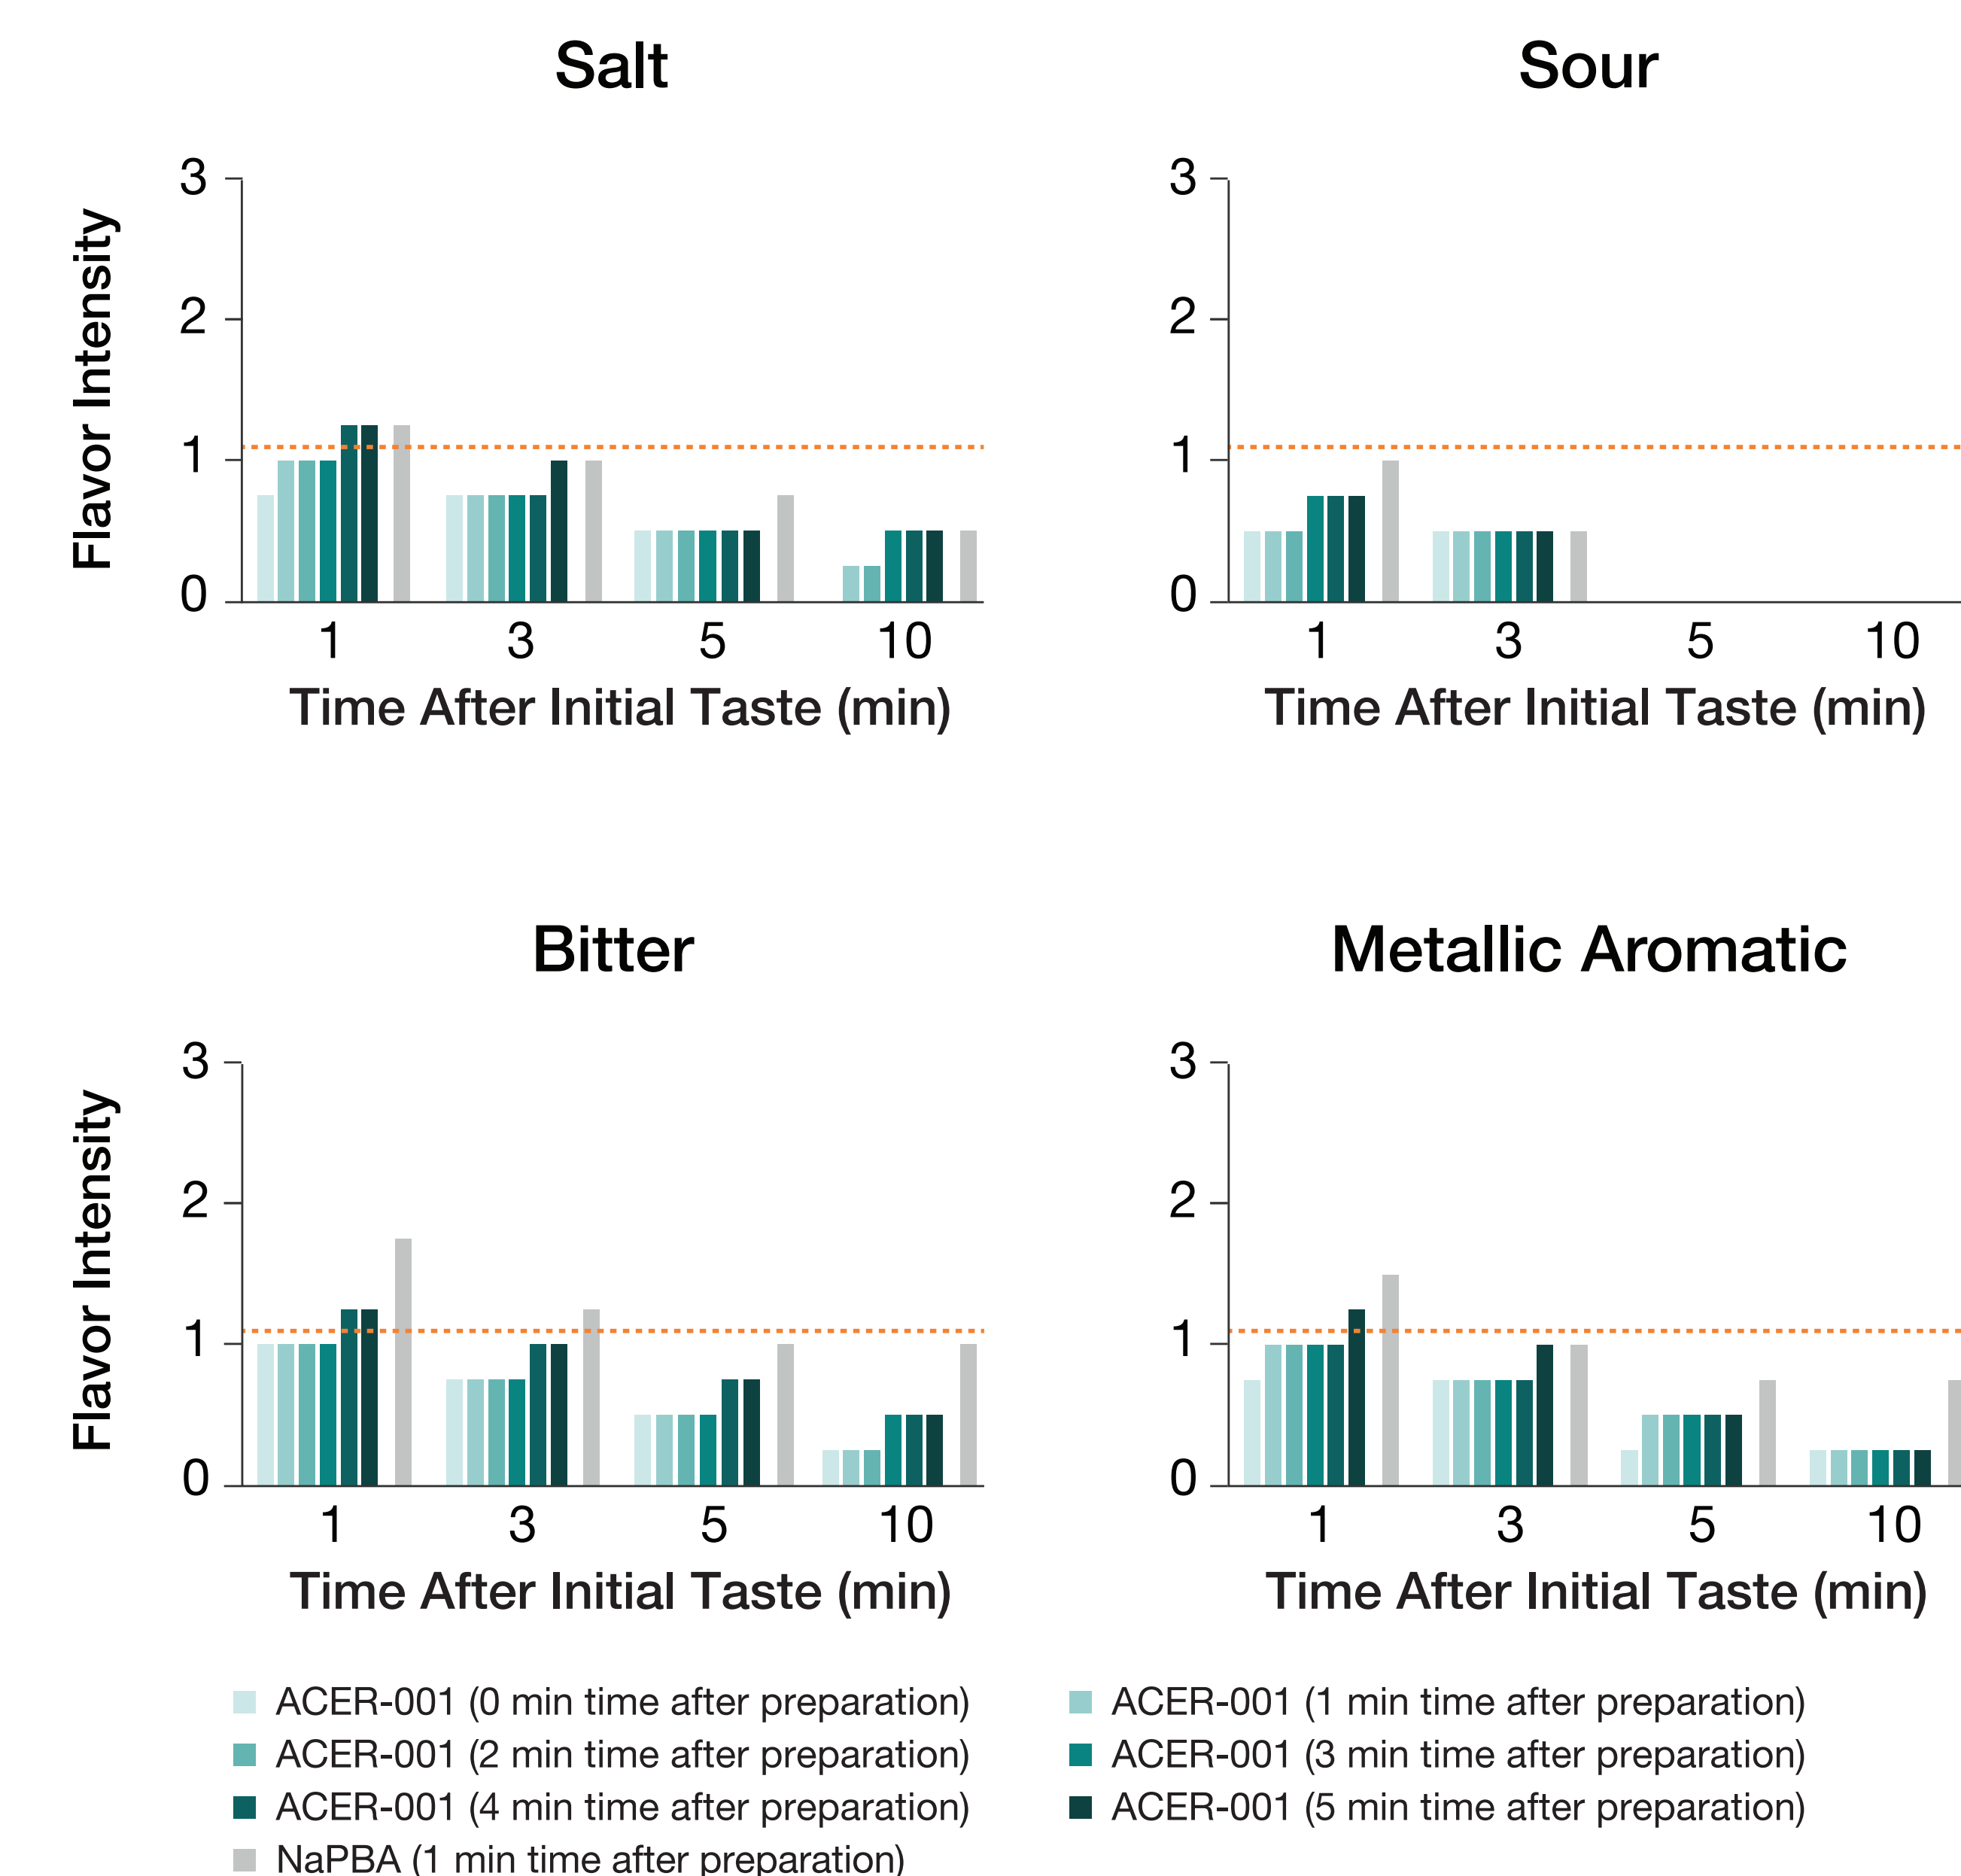 Salt
Flavor Intensity
3
2
1
0
1 3 5 10
Time After Initial Taste (min)
Sour
3
2
1
0
1 3 5 10
Time After Initial Taste (min)
Bitter
Flavor Intensity
3
2
1
0
1 3 5 10
Time After Initial Taste (min)
Metallic Aromatic
3
2
1
0
1 3 5 10
Time After Initial Taste (min)
ACER-001 (0 min time after preparation)
ACER-001 (1 min time after preparation)
ACER-001 (2 min time after preparation)
ACER-001 (3 min time after preparation)
ACER-001 (4 min time after preparation)
ACER-001 (5 min time after preparation)
NaPBA (1 min time after preparation)